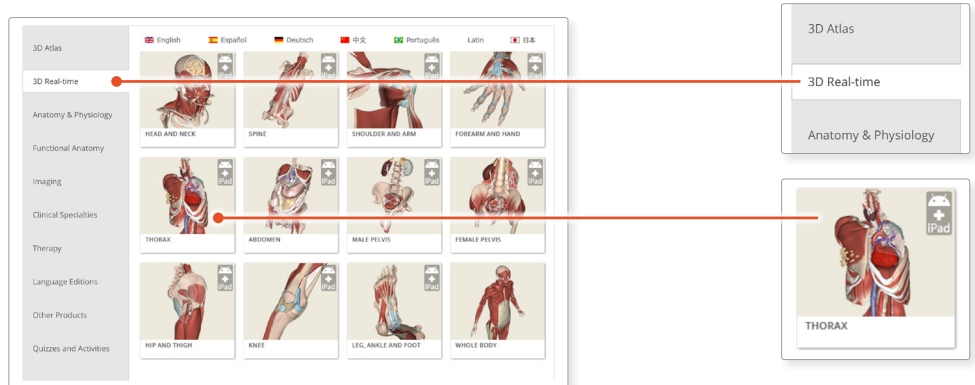 3D Atlas
3D Real-time
Anatomy & Physiology
Functional Anatomy
Imaging
Clinical Specialties
Therapy
Language Editions
Other Products
Quizzes and Activities
English Español Deutsch 中文 Português Latin 日本
iPad iPad iPad iPad
HEAD AND NECK SPINE SHOULDER AND ARM FOREARM AND HAND
iPad iPad iPad iPad
THORAX ABDOMEN MALE PELVIS FEMALE PELVIS
iPad iPad iPad
HIP AND THIGH KNEE LEG, ANKLE AND FOOT WHOLE BODY
3D Atlas
3D Real-time
Anatomy & Physiology
iPad
THORAX